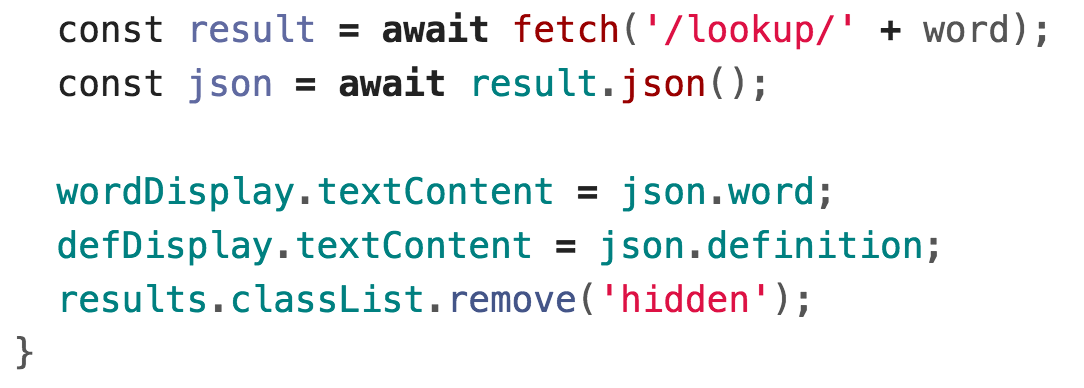 const result = await fetch('/lookup/' + word);
const json = await result.json();
wordDisplay.textContent = json.word;
defDisplay.textContent = json.definition;
results.classList.remove('hidden');
}